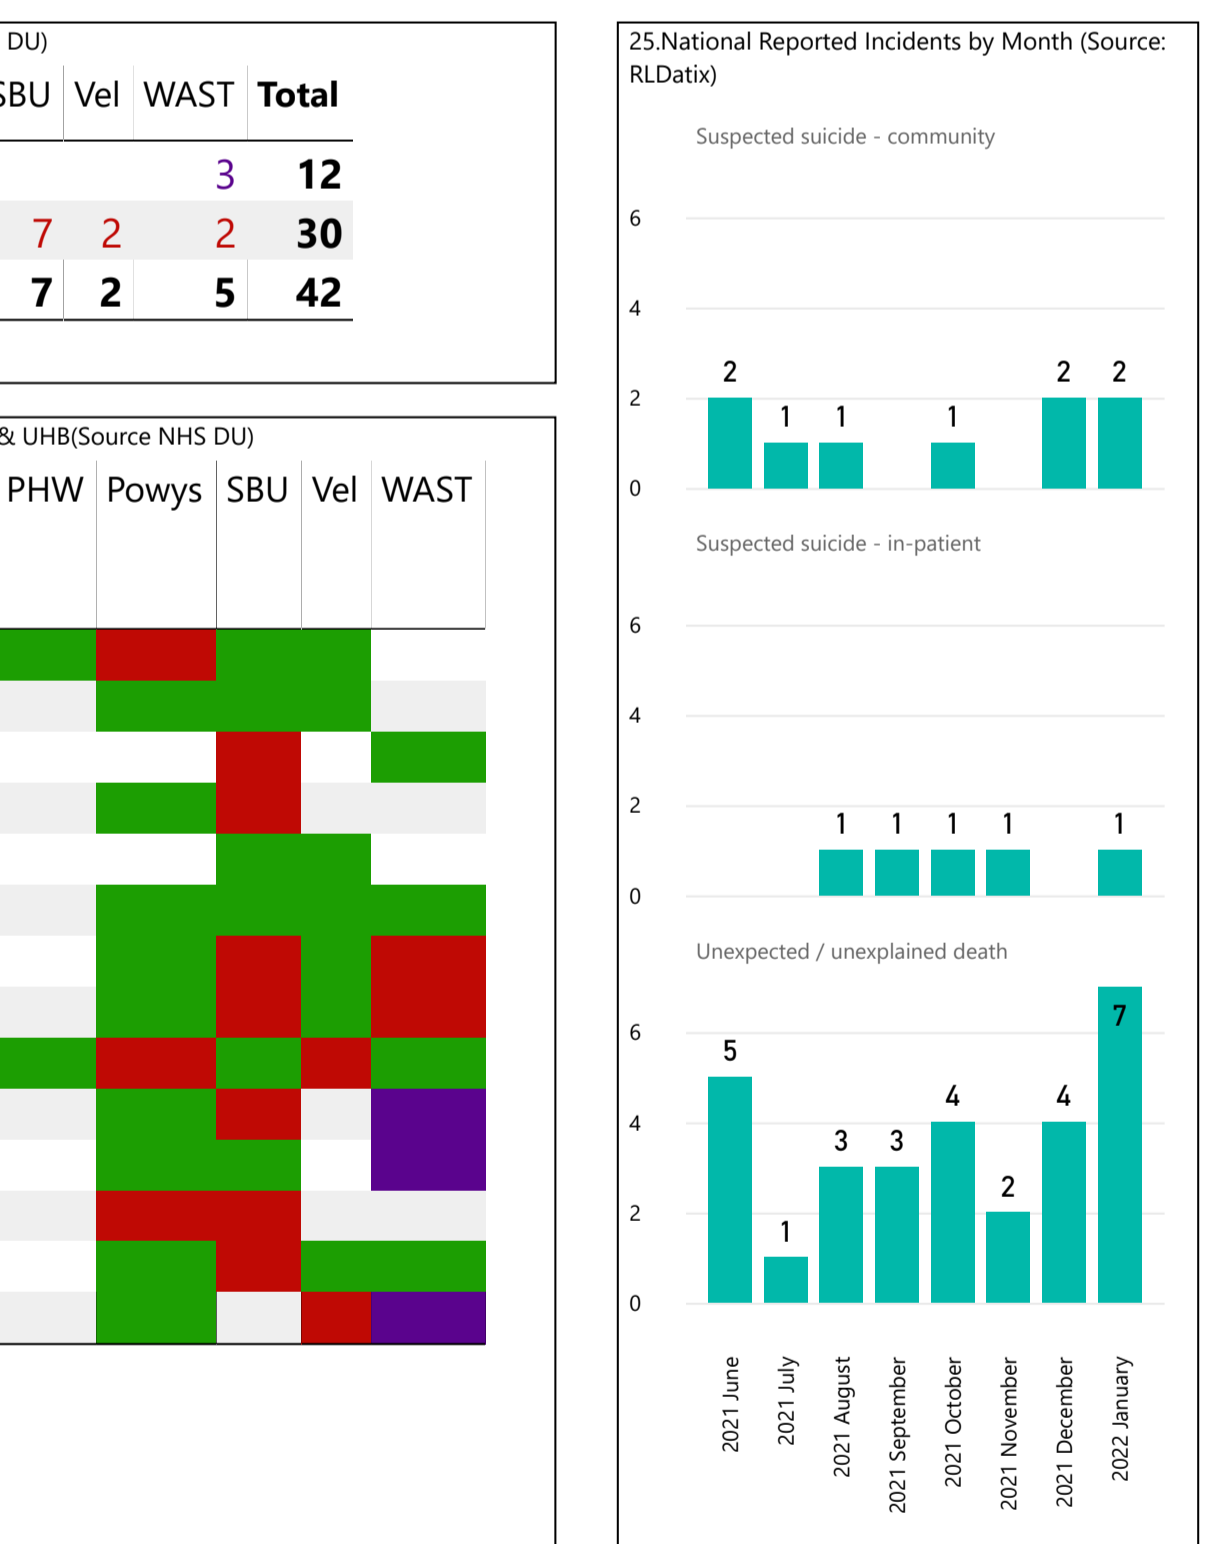 DU)
SBU Vel WAST Total
3 12
7 2 2 30
7 2 5 42
& UHB(Source NHS DU)
PHW Powys SBU Vel WAST
25.National Reported Incidents by Month (Source:
RLDatix)
Suspected suicide - community
6
4
2
0
2 1 1 1 2 2
Suspected suicide - in-patient
6
4
2
0
1 1 1 1 1
Unexpected / unexplained death
6
4
2
0
5 1 3 3 4 2 4 7
2021 June
2021 July
2021 August
2021 September
2021 October
2021 November
2021 December
2022 January